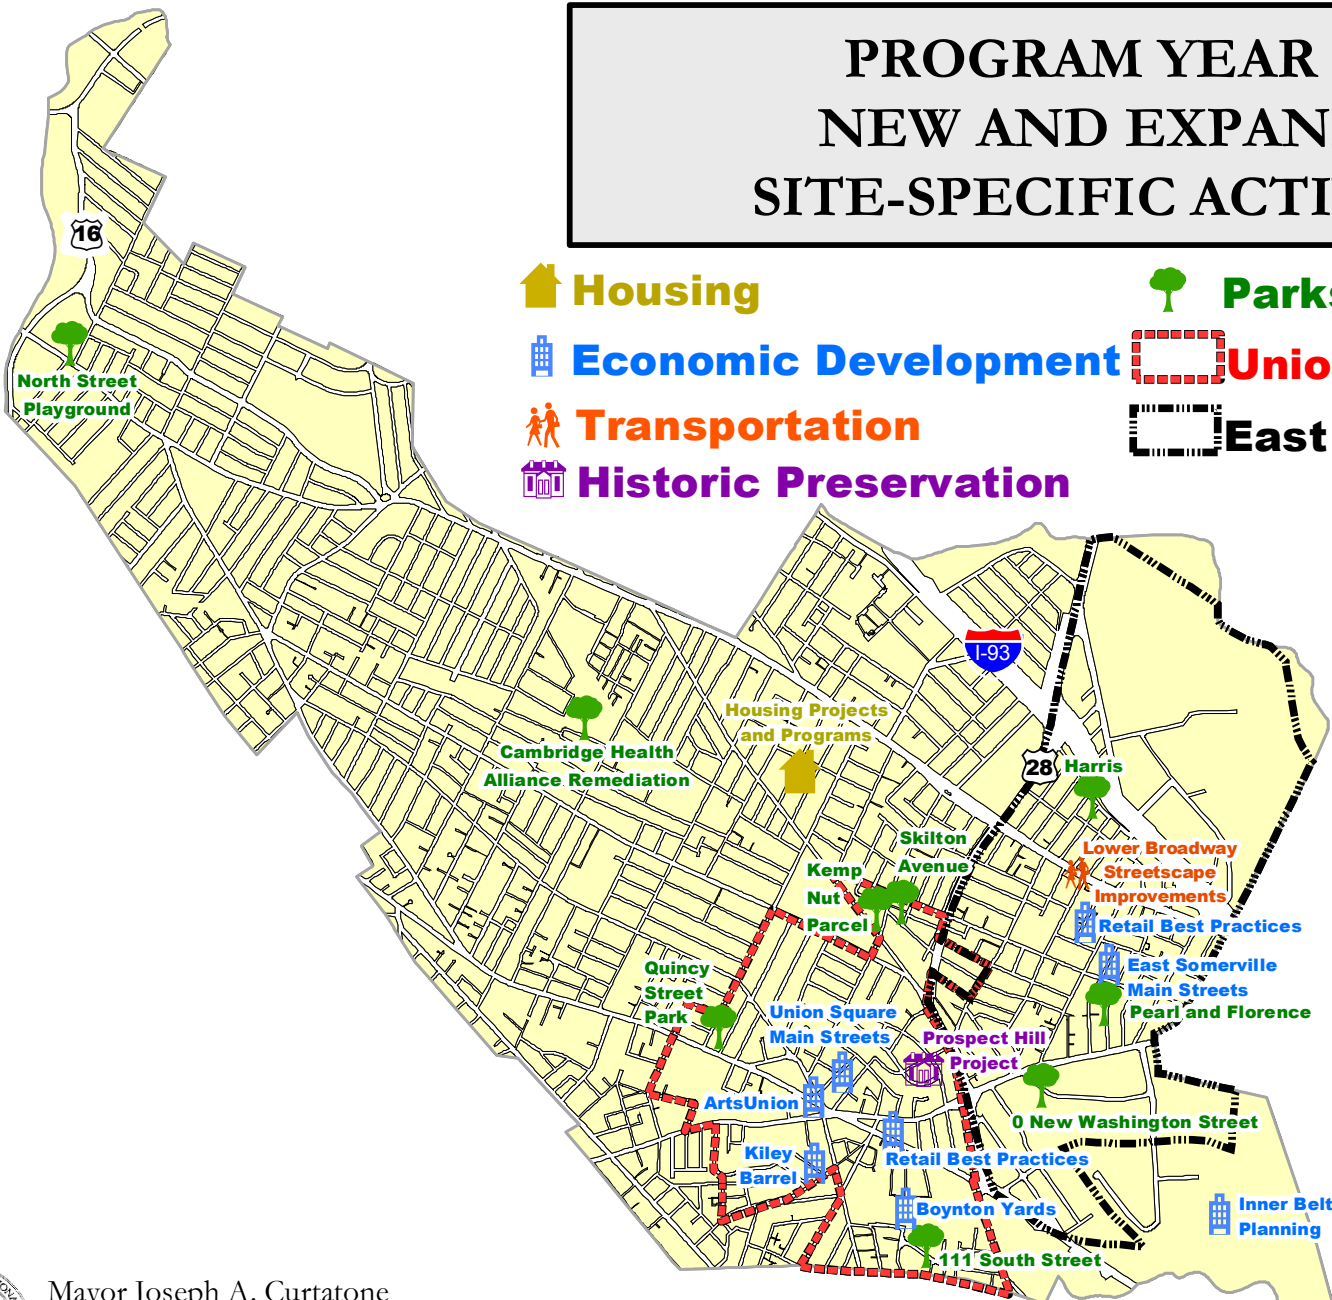 PROGRAM YEAR
NEW AND EXPAN
SITE-SPECIFIC ACTI
Housing
Parks
Economic Development
Unio
Transportation
East
Historic Preservation
16
North Street
Playground
I-93
28
Housing Projects
and Programs
Cambridge Health
Alliance Remediation
Harris
Skilton
Avenue
Kemp
Nut
Parcel
Lower Broadway
Streetscape
Improvements
Retail Best Practices
East Somerville
Main Streets
Pearl and Florence
Quincy
Street
Park
Union Square
Main Streets
Prospect Hill
Project
ArtsUnion
0 New Washington Street
Kiley
Barrel
Retail Best Practices
Boynton Yards
Inner Belt
Planning
111 South Street
Mayor Joseph A. Curtatone